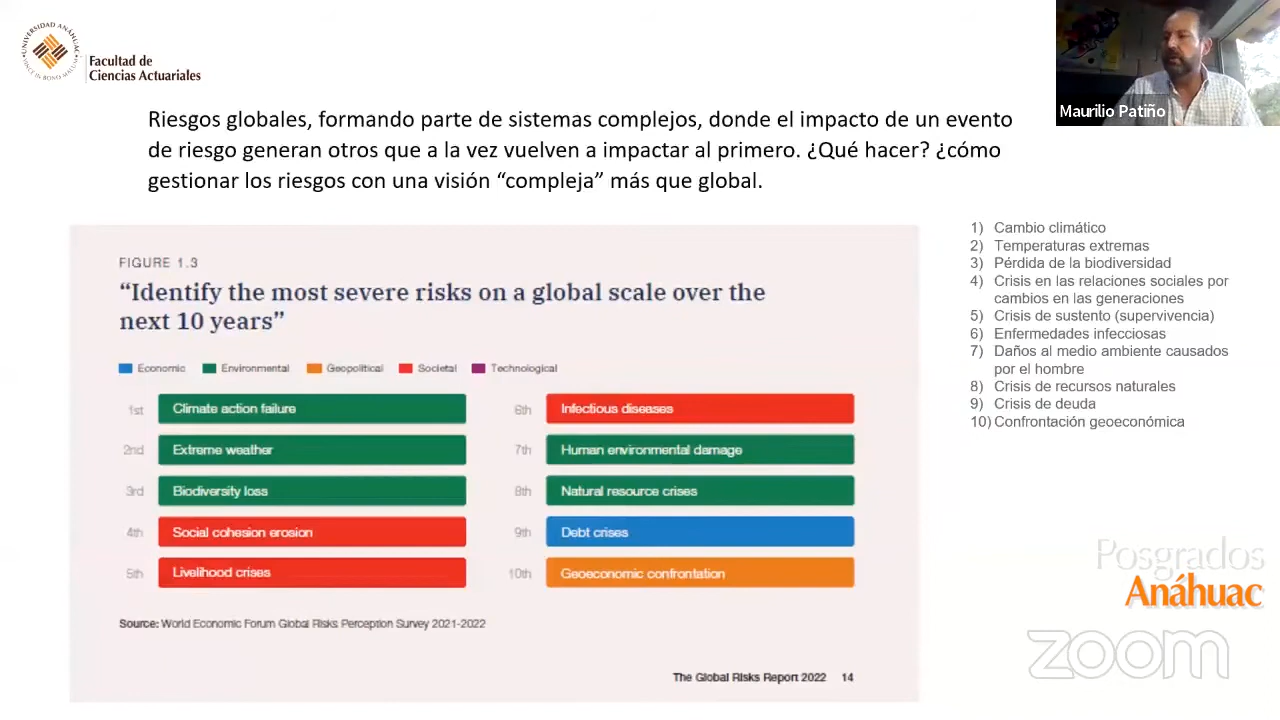 UNIVERSIDAD ANÁHUAC
VINCE IN BONO MALUM
Facultad de
Ciencias Actuariales
Maurilio Patiño
Riesgos globales, formando parte de sistemas complejos, donde el impacto de un evento
de riesgo generan otros que a la vez vuelven a impactar al primero. ¿Qué hacer? ¿cómo
gestionar los riesgos con una visión “compleja” más que global.
FIGURE 1.3
“Identify the most severe risks on a global scale over the
next 10 years”
Economic Environmental Geopolitical Societal Technological
1st Climate action failure
2nd Extreme weather
3rd Biodiversity loss
4th Social cohesion erosion
5th Livelihood crises
6th Infectious diseases
7th Human environmental damage
8th Natural resource crises
9th Debt crises
10th Geoeconomic confrontation
Source: World Economic Forum Global Risks Perception Survey 2021-2022
The Global Risks Report 2022 14
1) Cambio climático
2) Temperaturas extremas
3) Pérdida de la biodiversidad
4) Crisis en las relaciones sociales por
cambios en las generaciones
5) Crisis de sustento (supervivencia)
6) Enfermedades infecciosas
7) Daños al medio ambiente causados
por el hombre
8) Crisis de recursos naturales
9) Crisis de deuda
10) Confrontación geoeconómica
Posgrados
Anáhuac
zoom